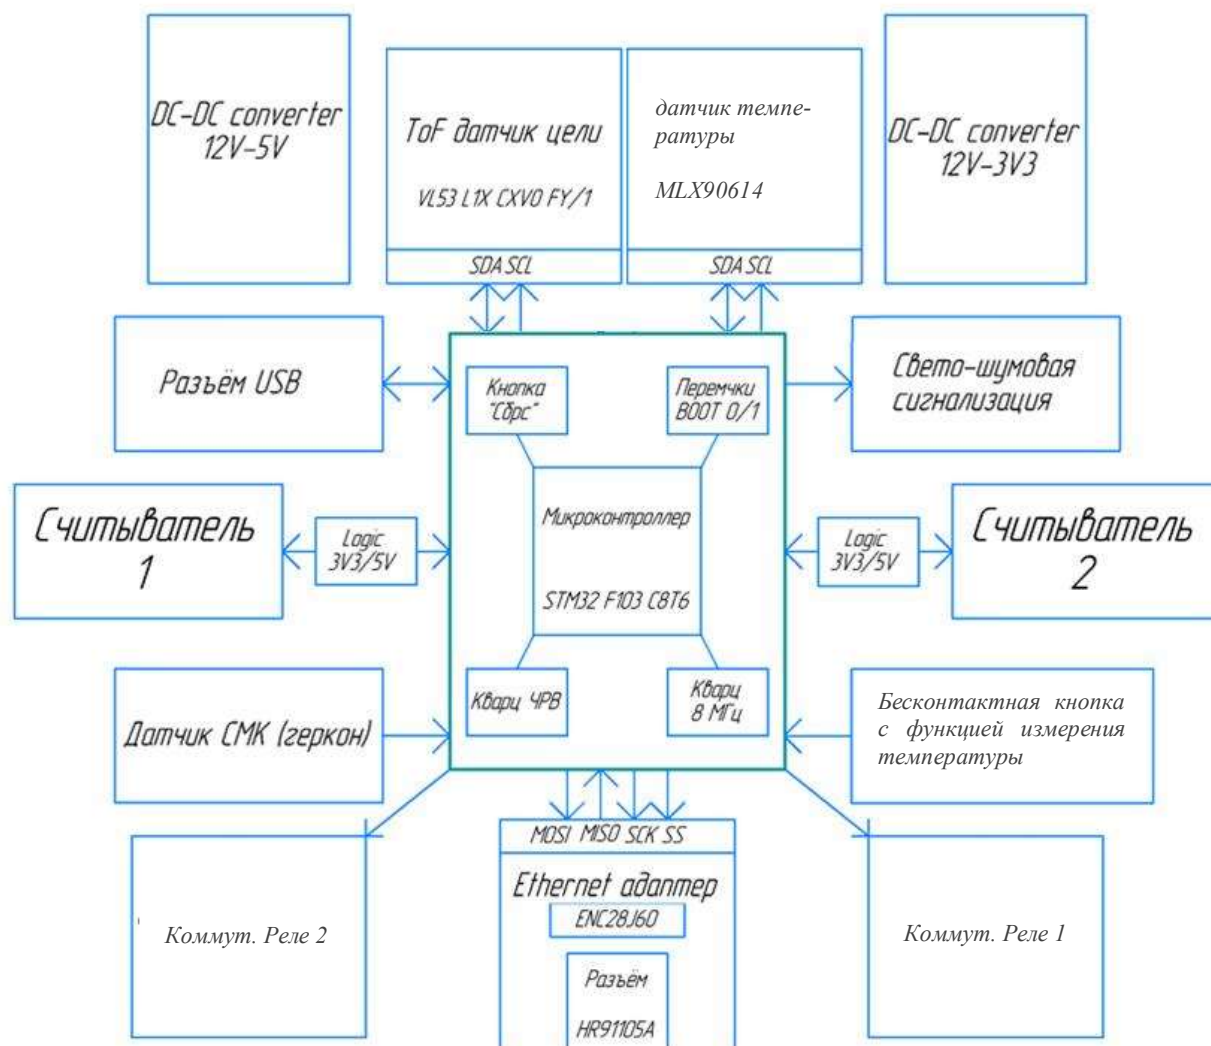 DC-DC converter
12V-5V
ToF датчик цели
VL53 L1X CXV0 FY/1
SDA SCL
датчик темпе-
ратуры
MLX90614
SDA SCL
DC-DC converter
12V-3V3
Разъём USB
Кнопка
"Сбрс"
Перемчки
BOOT 0/1
Свето-шумовая
сигнализация
Считыватель
1
Logic
3V3/5V
Микроконтроллер
STM32 F103 C8T6
Logic
3V3/5V
Считыватель
2
Датчик СМК (геркон)
Кварц ЧРВ
Кварц
8 МГц
Бесконтактная кнопка
с функцией измерения
температуры
Коммут. Реле 2
MOSI MISO SCK SS
Ethernet адаптер
ENC28J60
Разъём
HR91105A
Коммут. Реле 1